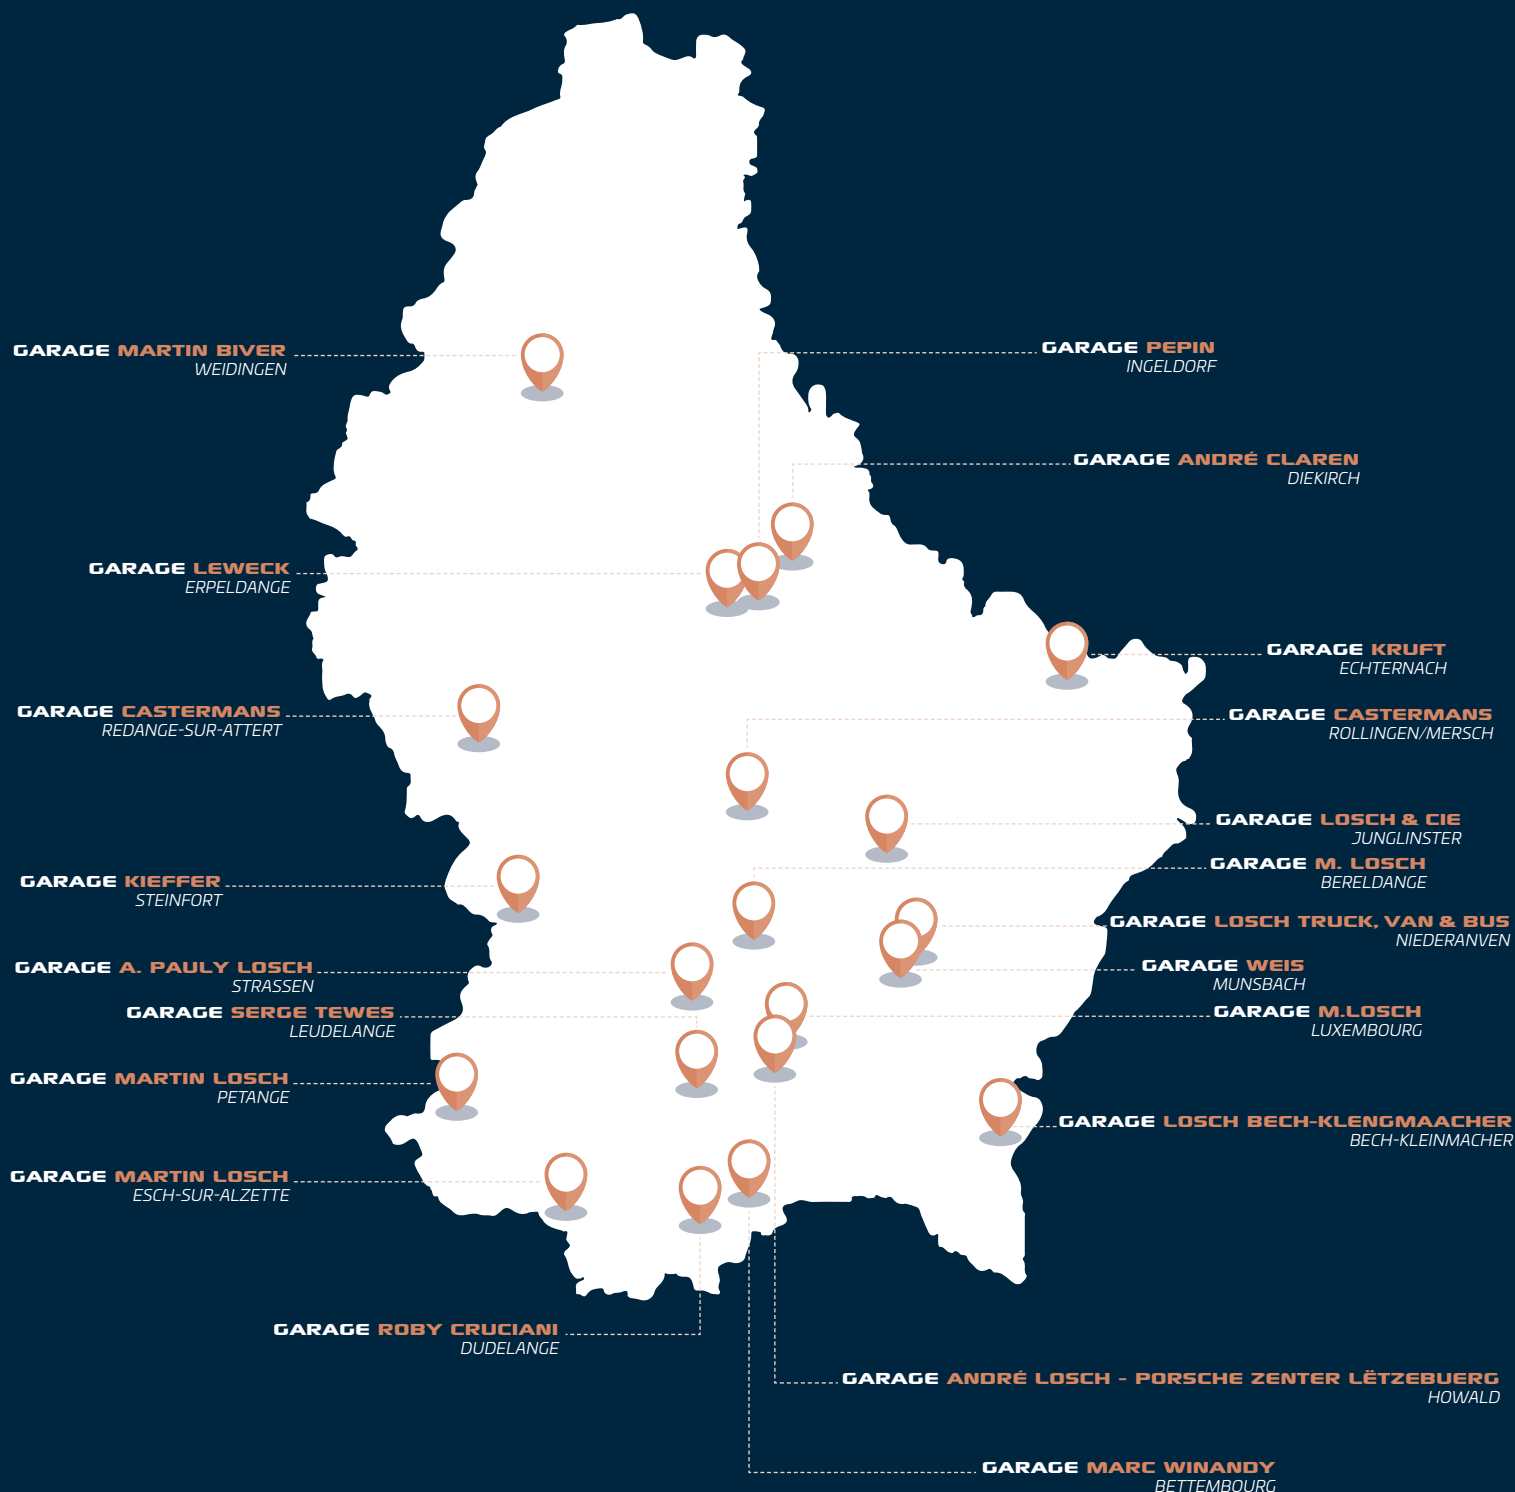 GARAGE MARTIN BIVER
WEIDINGEN
GARAGE PEPIN
INGELDORF
GARAGE ANDRÉ CLAREN
DIEKIRCH
GARAGE LEWECK
ERPELDANGE
GARAGE KRUFT
ECHTERNACH
GARAGE CASTERMANS
REDANGE-SUR-ATTERT
GARAGE CASTERMANS
ROLLINGEN/MERSCH
GARAGE LOSCH & CIE
JUNGLINSTER
GARAGE M. LOSCH
BERELDANGE
GARAGE KIEFFER
STEINFORT
GARAGE LOSCH TRUCK, VAN & BUS
NIEDERANVEN
GARAGE A. PAULY LOSCH
STRASSEN
GARAGE WEIS
MUNSBACH
GARAGE SERGE TEWES
LEUDELANGE
GARAGE M.LOSCH
LUXEMBOURG
GARAGE MARTIN LOSCH
PETANGE
GARAGE LOSCH BECH-KLENGMAACHER
BECH-KLEINMACHER
GARAGE MARTIN LOSCH
ESCH-SUR-ALZETTE
GARAGE ROBY CRUCIANI
DUDELANGE
GARAGE ANDRÉ LOSCH - PORSCHE ZENTER LËTZEBUERG
HOWALD
GARAGE MARC WINANDY
BETTEMBOURG